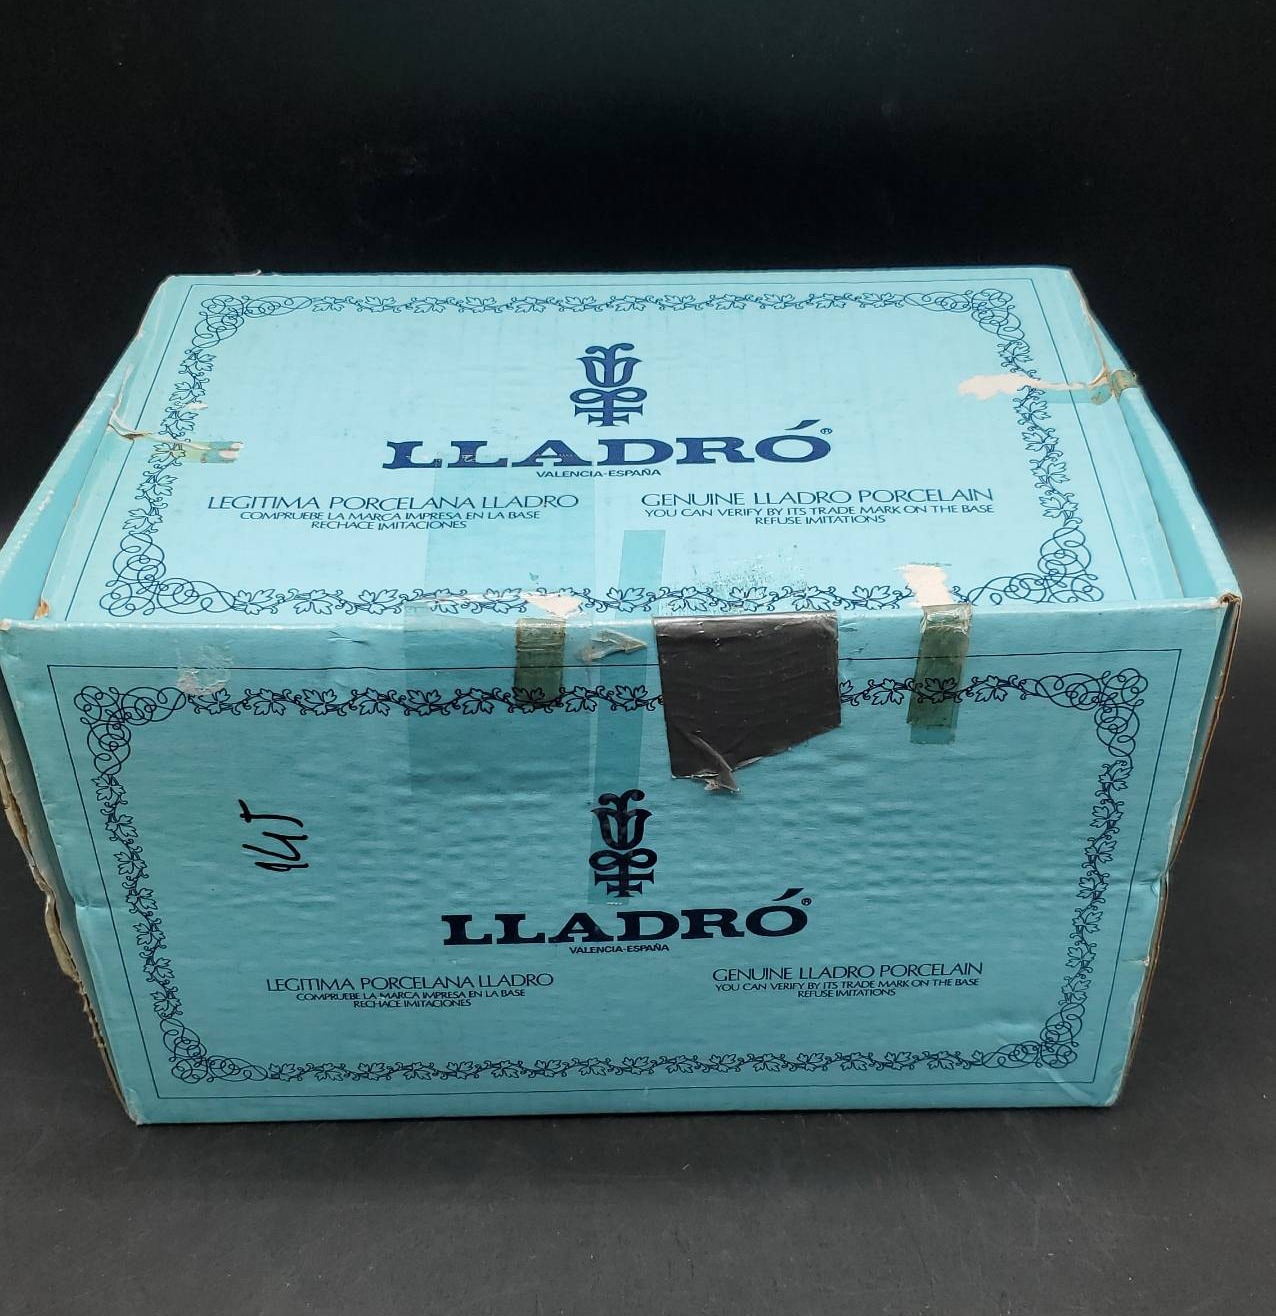 LLADRÓ®
VALENCIA-ESPAÑA
LEGITIMA PORCELANA LLADRO
COMPRUEBE LA MARCA IMPRESA EN LA BASE
RECHACE IMITACIONES
GENUINE LLADRO PORCELAIN
YOU CAN VERIFY BY ITS TRADE MARK ON THE BASE
REFUSE IMITATIONS
LLADRÓ®
VALENCIA-ESPAÑA
LEGITIMA PORCELANA LLADRO
COMPRUEBE LA MARCA IMPRESA EN LA BASE
RECHACE IMITACIONES
GENUINE LLADRO PORCELAIN
YOU CAN VERIFY BY ITS TRADE MARK ON THE BASE
REFUSE IMITATIONS